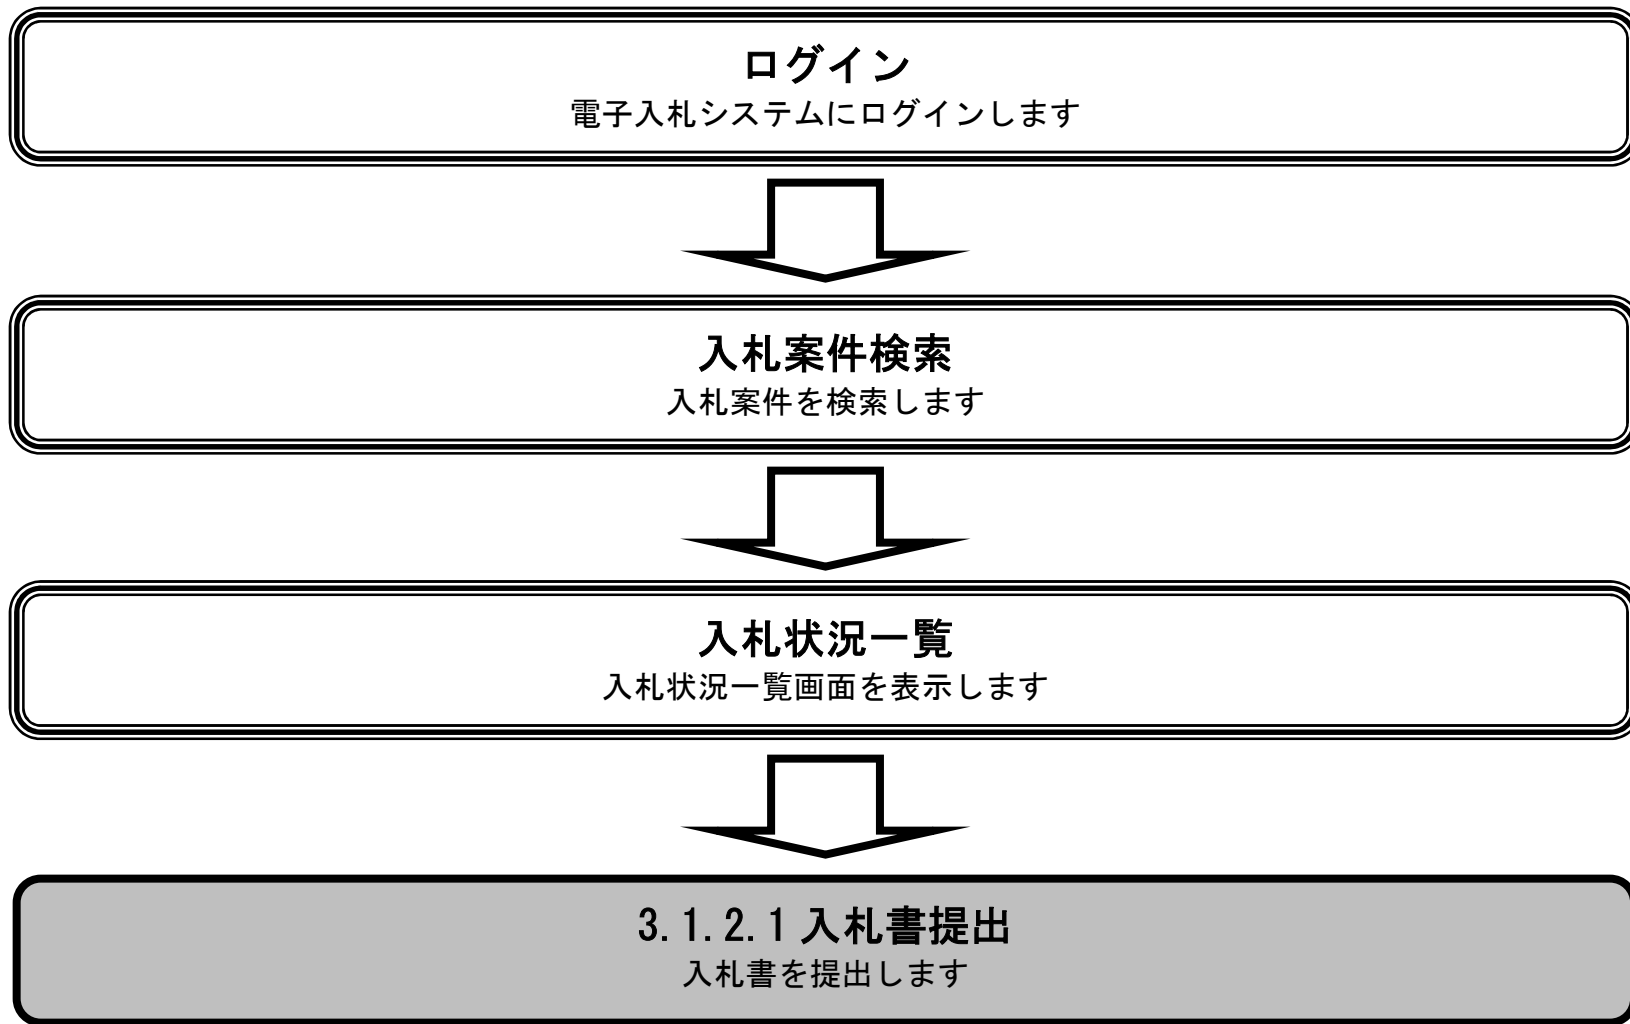 ログイン
電子入札システムにログインします
入札案件検索
入札案件を検索します
入札状況一覧
入札状況一覧画面を表示します
3.1.2.1入札書提出
入札書を提出します